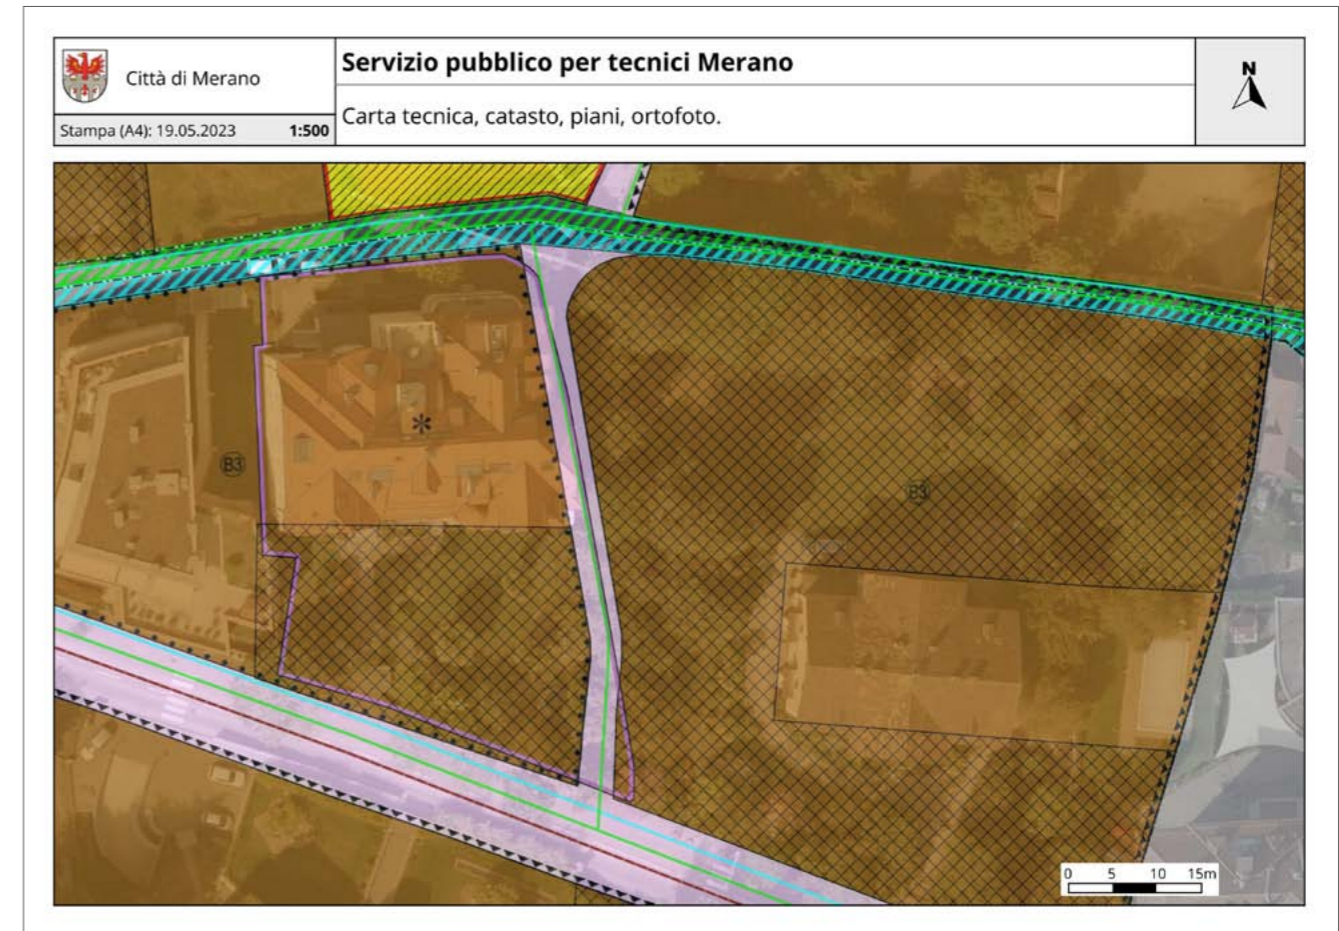 Servizio pubblico per tecnici Merano
Città di Merano
Carta tecnica, catasto, piani, ortofoto.
Stampa (A4): 19.05.2023 1:500
N
*
B3
B3
0 5 10 15m